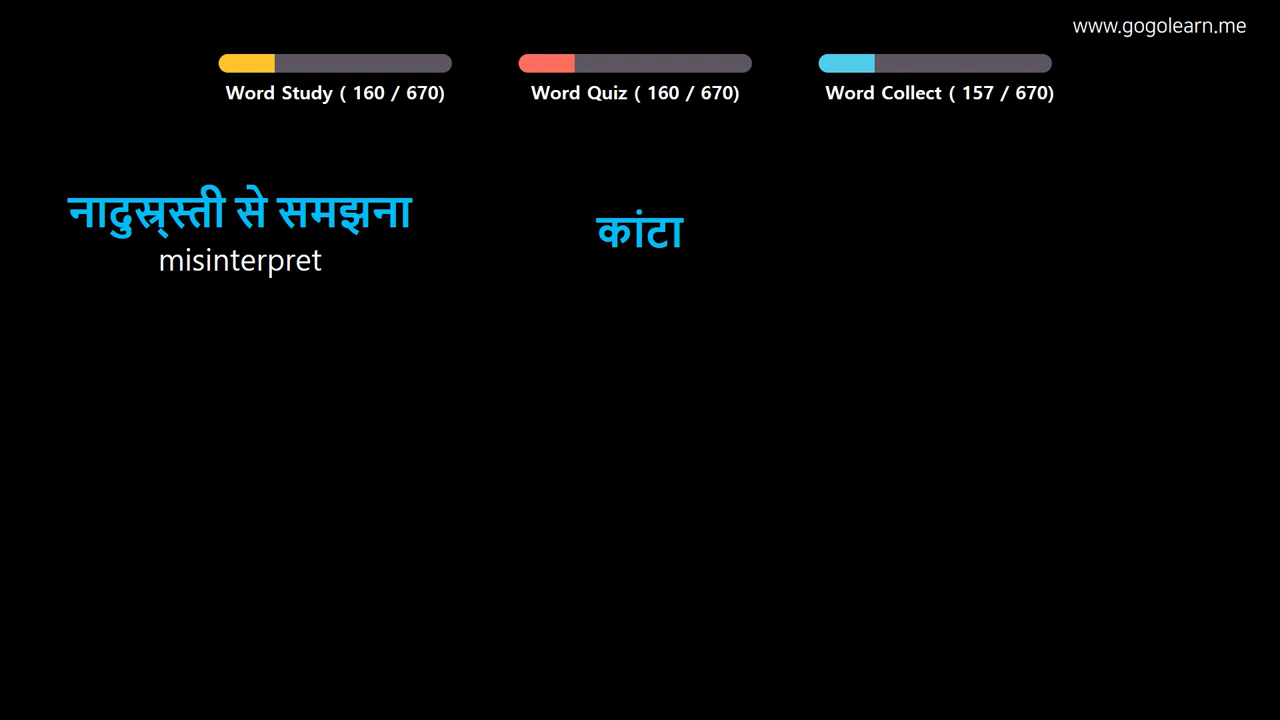 www.gogolearn.me
Word Study ( 160 / 670)
Word Quiz ( 160 / 670)
Word Collect ( 157 / 670)
नादुस्र्स्ती से समझना
misinterpret
कांटा